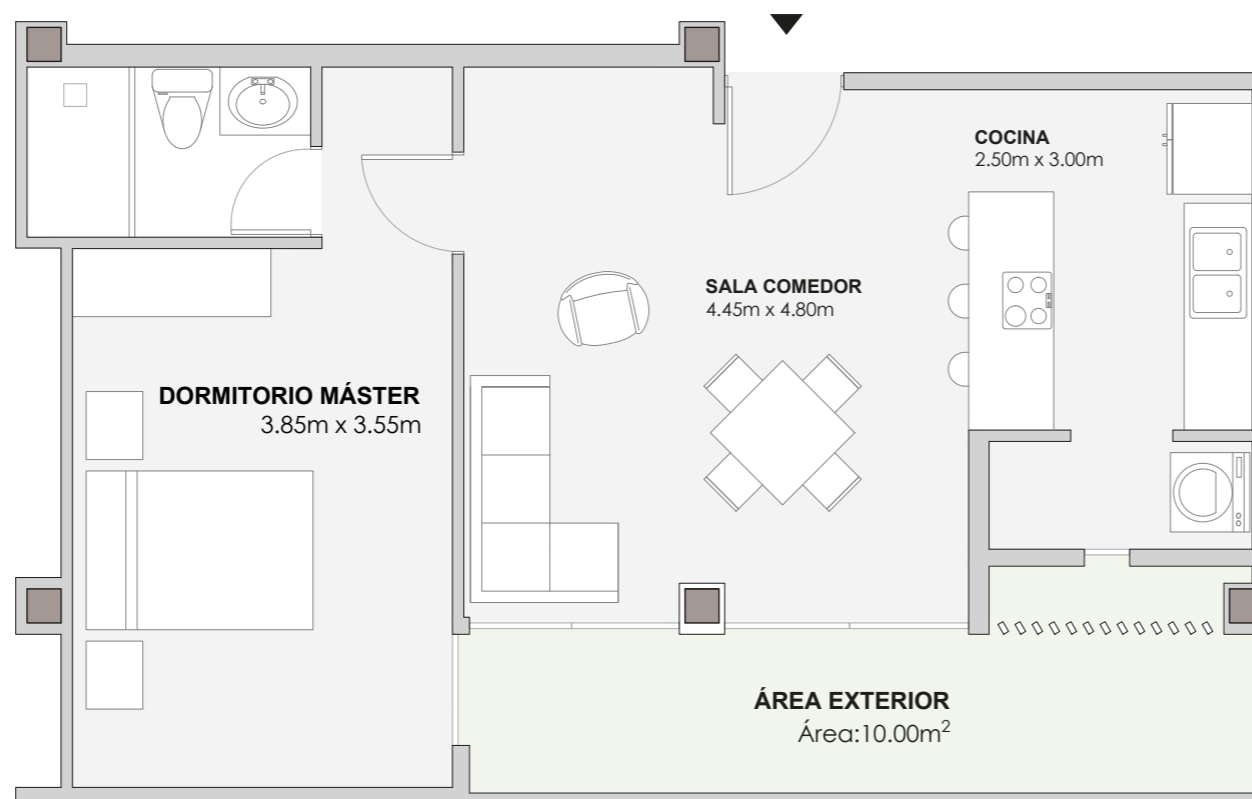 COCINA
2.50m x 3.00m
SALA COMEDOR
4.45m x 4.80m
DORMITORIO MÁSTER
3.85m x 3.55m
ÁREA EXTERIOR
Área:10.00m²